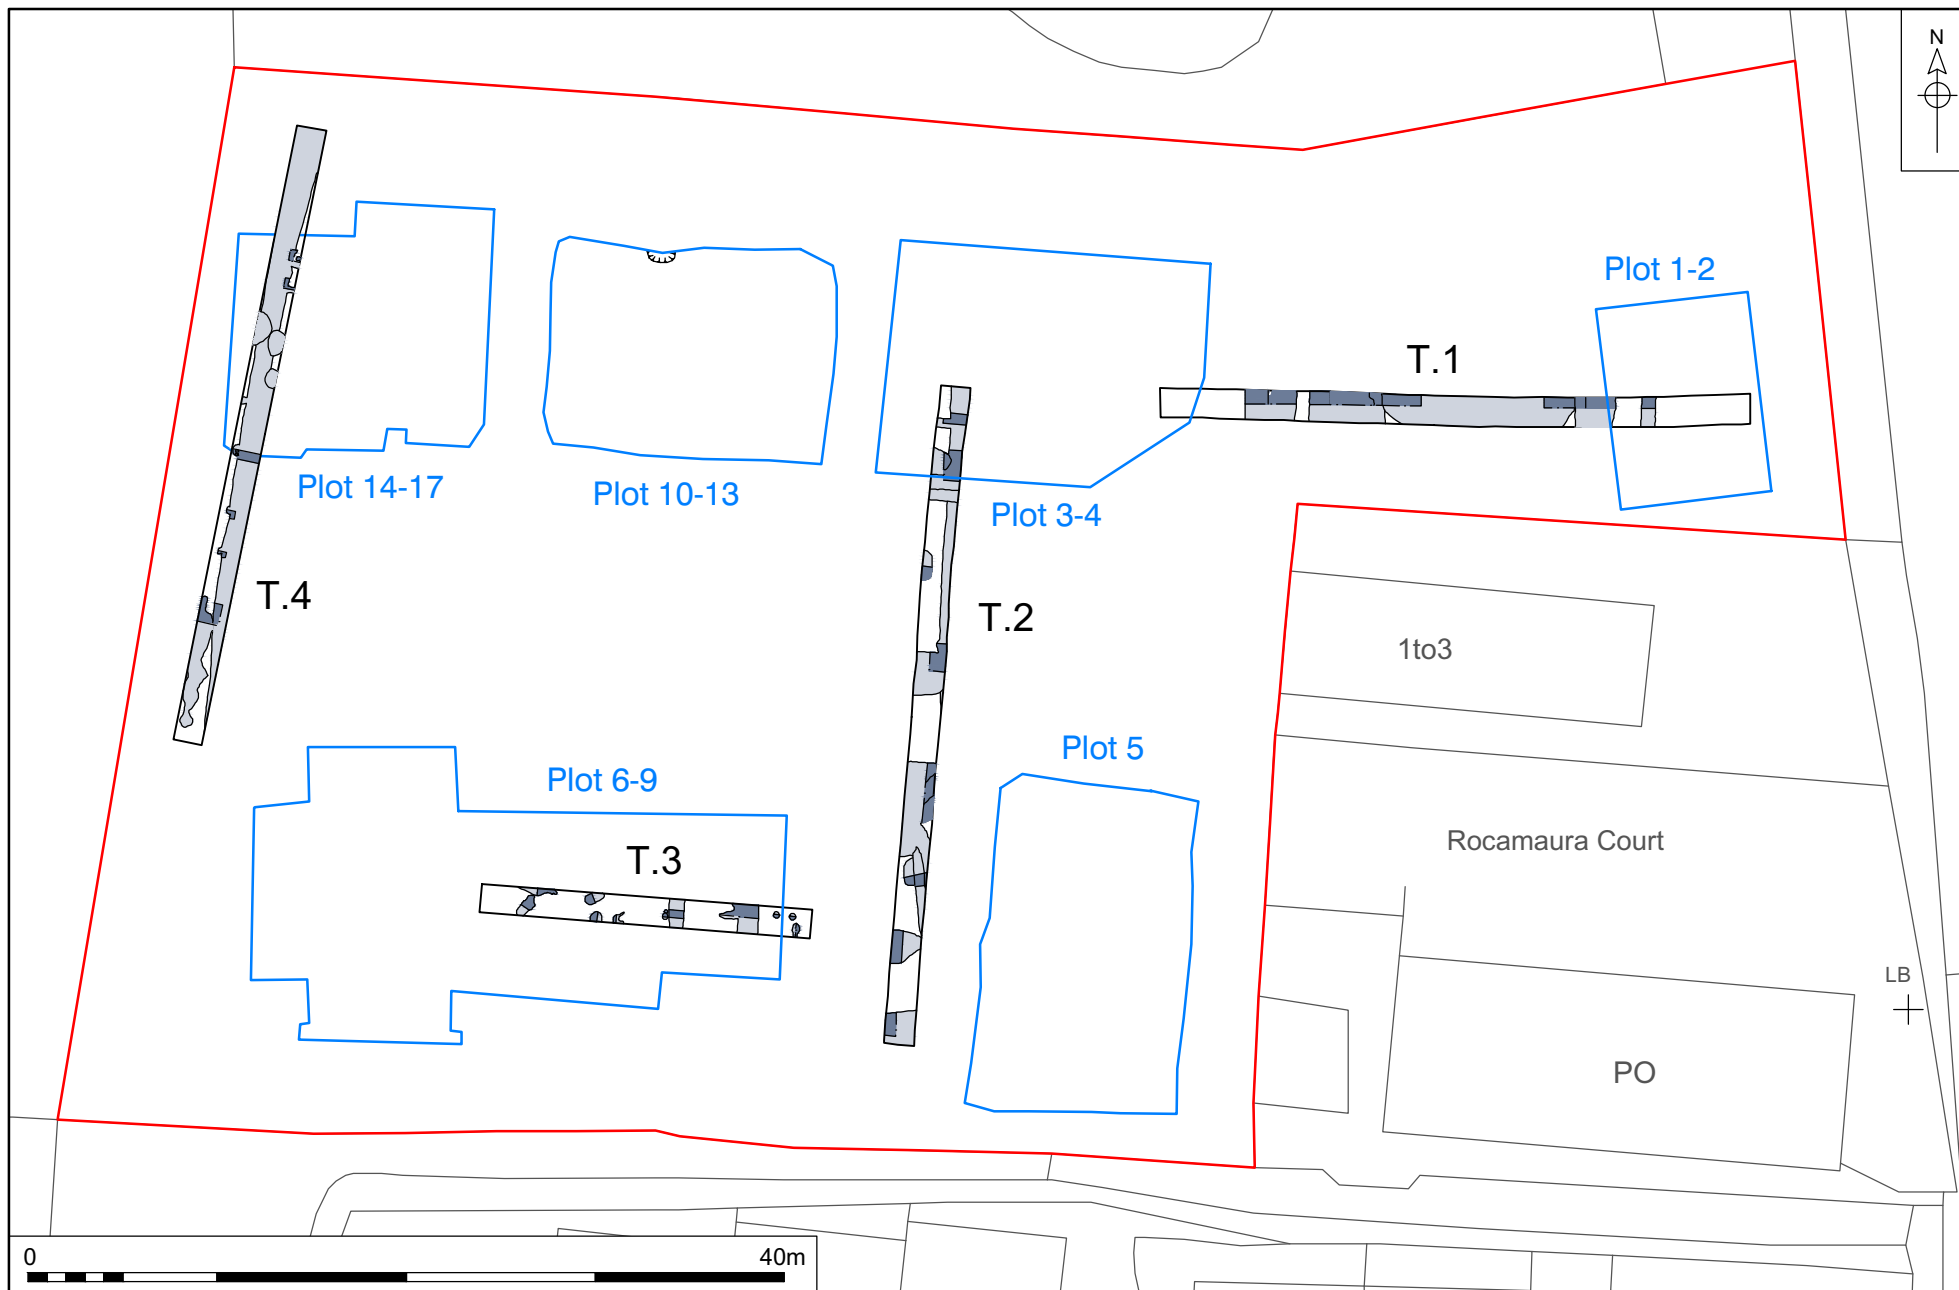 N
Plot 1-2
T.1
Plot 14-17
Plot 10-13
Plot 3-4
T.4
T.2
1to3
Plot 5
Plot 6-9
Rocamaura Court
T.3
LB
PO
0 40m